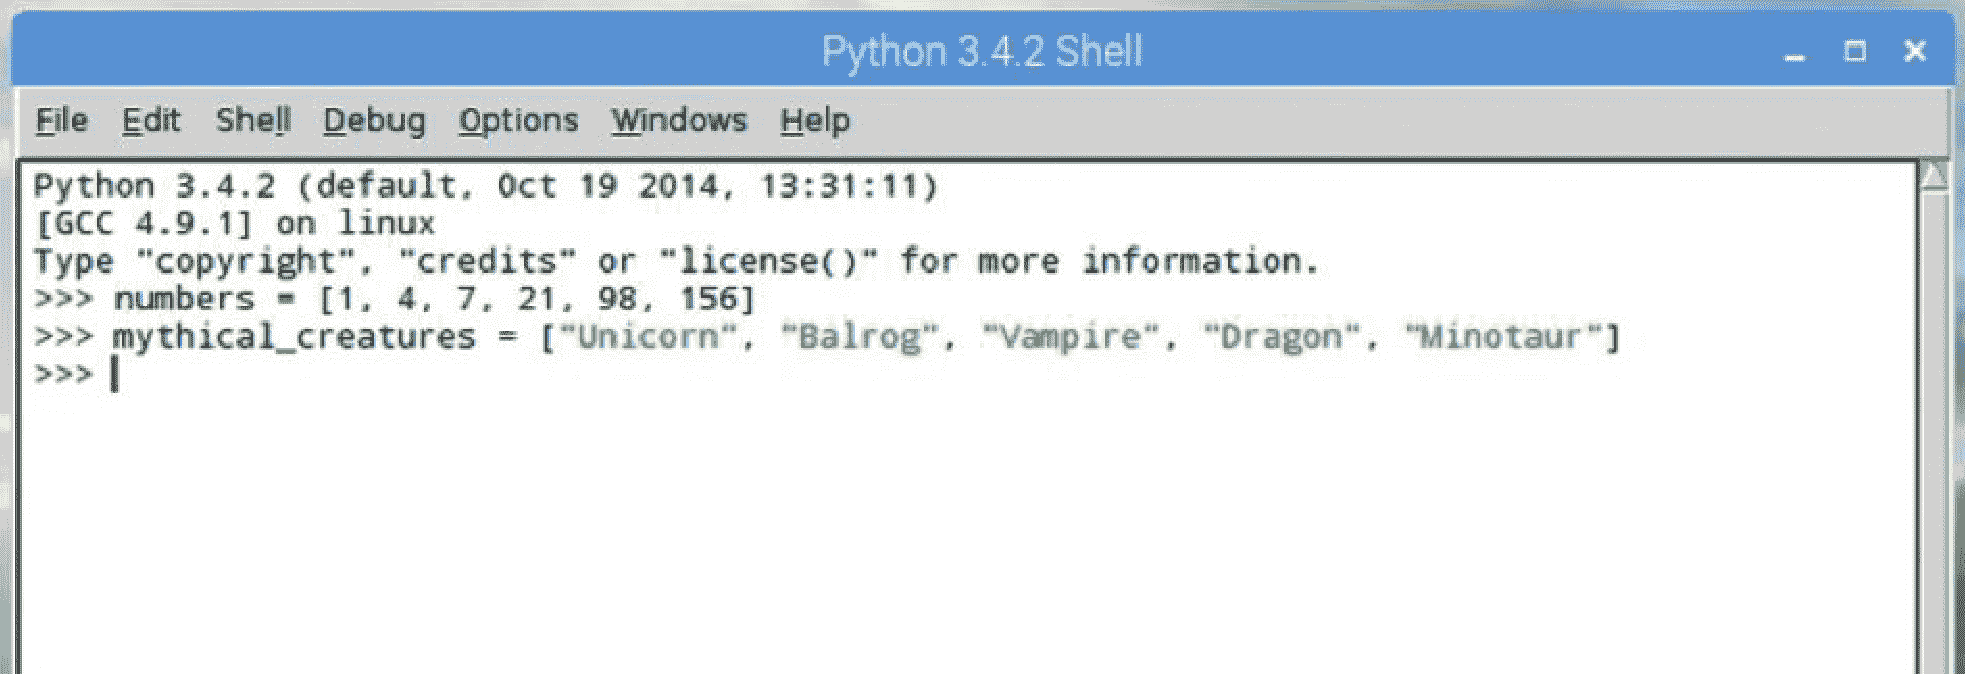 Python 3.4.2 Shell
File Edit Shell Debug Options Windows Help
Python 3.4.2 (default, Oct 19 2014, 13:31:11)
[GCC 4.9.1] on linux
Type "copyright", "credits" or "license()" for more information.
>>> numbers = [1, 4, 7, 21, 98, 156]
>>> mythical_creatures = ["Unicorn", "Balrog", "Vampire", "Dragon", "Minotaur"]
>>>